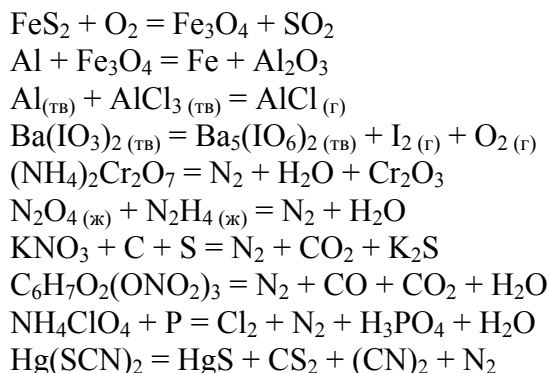 FeS₂ + O₂ = Fe₃O₄ + SO₂
Al + Fe₃O₄ = Fe + Al₂O₃
Al₍тв₎ + AlCl₃ ₍тв₎ = AlCl ₍г₎
Ba(IO₃)₂ ₍тв₎ = Ba₅(IO₆)₂ ₍тв₎ + I₂ ₍г₎ + O₂ ₍г₎
(NH₄)₂Cr₂O₇ = N₂ + H₂O + Cr₂O₃
N₂O₄ ₍ж₎ + N₂H₄ ₍ж₎ = N₂ + H₂O
KNO₃ + C + S = N₂ + CO₂ + K₂S
C₆H₇O₂(ONO₂)₃ = N₂ + CO + CO₂ + H₂O
NH₄ClO₄ + P = Cl₂ + N₂ + H₃PO₄ + H₂O
Hg(SCN)₂ = HgS + CS₂ + (CN)₂ + N₂